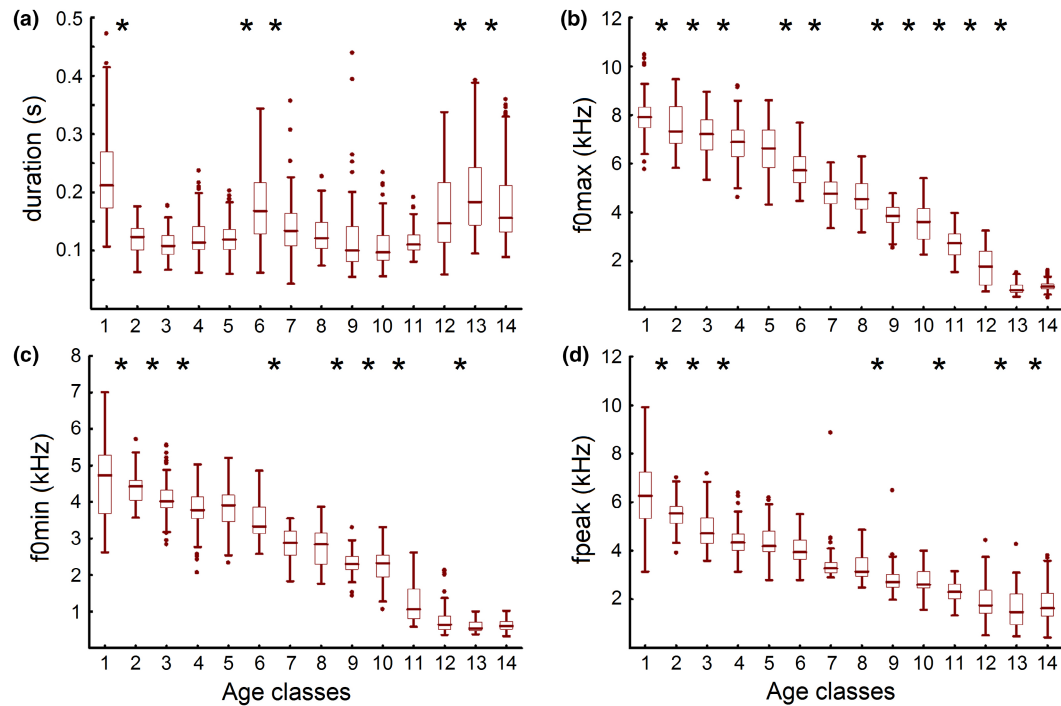 (a)
* * * * *
duration (s)
0.5
0.4
0.3
0.2
0.1
1 2 3 4 5 6 7 8 9 10 11 12 13 14
(b)
* * * * * * * * * *
f0max (kHz)
12
10
8
6
4
2
1 2 3 4 5 6 7 8 9 10 11 12 13 14
(c)
* * * * * * * *
f0min (kHz)
8
7
6
5
4
3
2
1
1 2 3 4 5 6 7 8 9 10 11 12 13 14
Age classes
(d)
* * * * * * *
fpeak (kHz)
12
10
8
6
4
2
1 2 3 4 5 6 7 8 9 10 11 12 13 14
Age classes